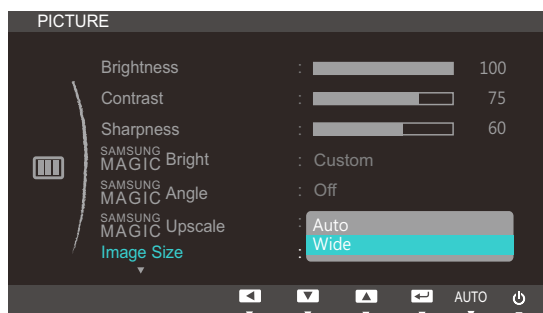 PICTURE
Brightness : 100
Contrast : 75
Sharpness : 60
SAMSUNG MAGIC Bright : Custom
SAMSUNG MAGIC Angle : Off
SAMSUNG MAGIC Upscale : Auto
Image Size : Wide
AUTO